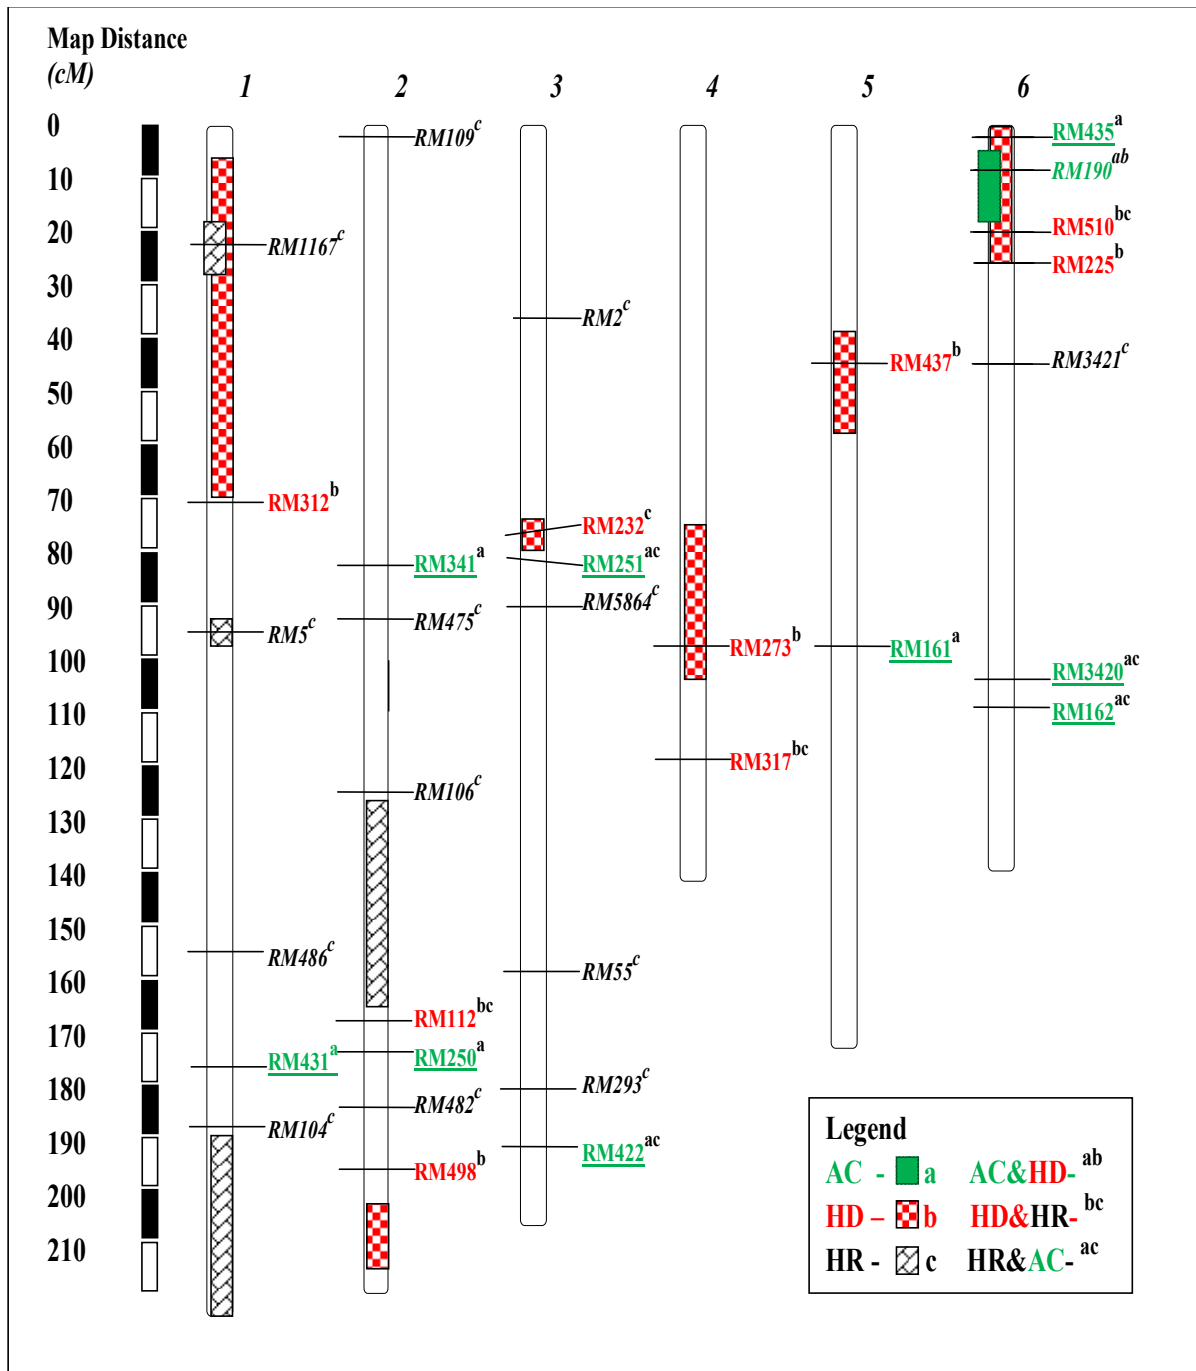 Map Distance
(cM)
1 2 3 4 5 6
0
10
20
30
40
50
60
70
80
90
100
110
120
130
140
150
160
170
180
190
200
210
RM1167c
RM312b
RM5c
RM486c
RM431a
RM104c
RM109c
RM341a
RM475c
RM106c
RM112bc
RM250a
RM482c
RM498b
RM2c
RM232c
RM251ac
RM5864c
RM55c
RM293c
RM422ac
RM273b
RM317bc
RM437b
RM161a
RM435a
RM190ab
RM510bc
RM225b
RM3421c
RM3420ac
RM162ac
Legend
AC - a AC&HD- ab
HD – b HD&HR- bc
HR - c HR&AC- ac